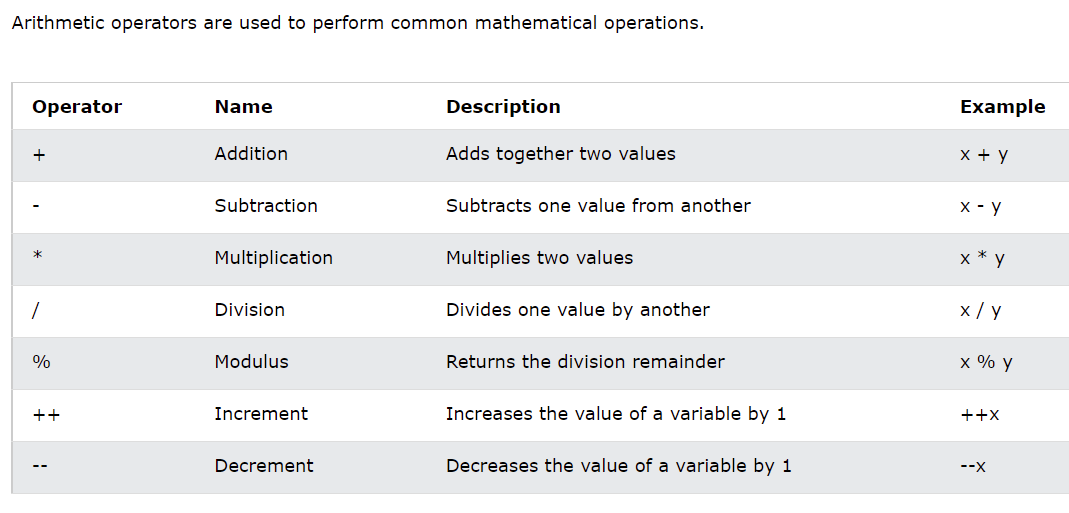 Arithmetic operators are used to perform common mathematical operations.
Operator Name Description Example
+ Addition Adds together two values x + y
- Subtraction Subtracts one value from another x - y
* Multiplication Multiplies two values x * y
/ Division Divides one value by another x / y
% Modulus Returns the division remainder x % y
++ Increment Increases the value of a variable by 1 ++x
-- Decrement Decreases the value of a variable by 1 --x